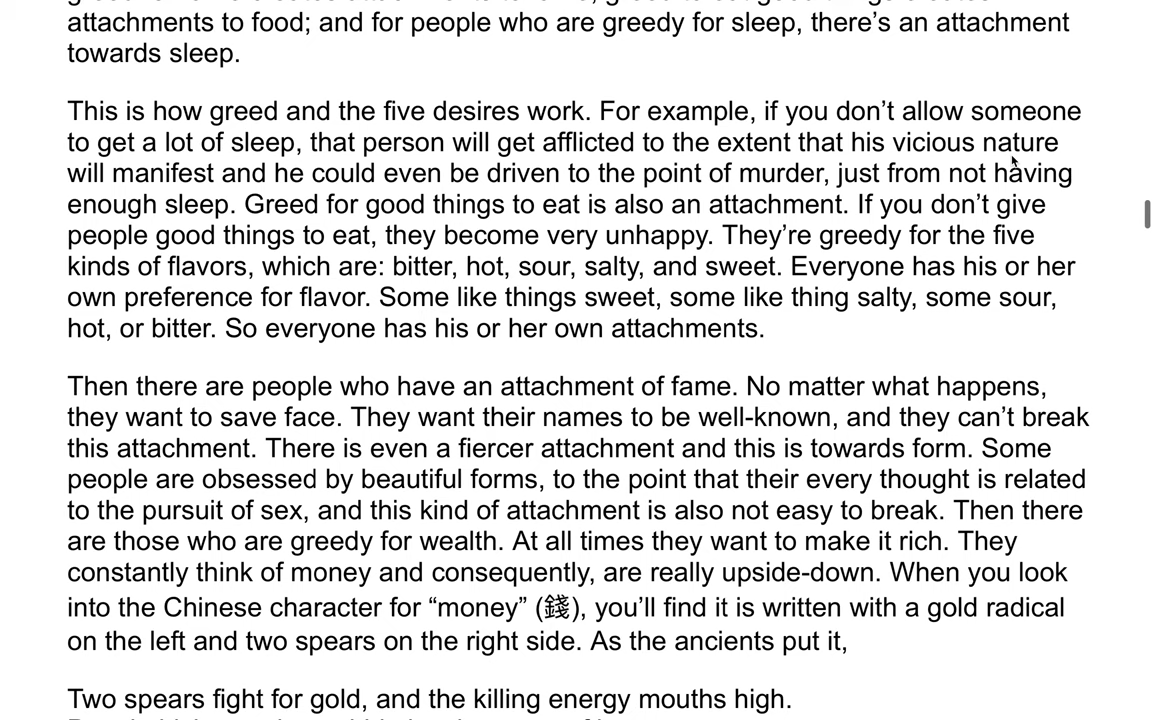 attachments to food; and for people who are greedy for sleep, there’s an attachment
towards sleep.
This is how greed and the five desires work. For example, if you don’t allow someone
to get a lot of sleep, that person will get afflicted to the extent that his vicious nature
will manifest and he could even be driven to the point of murder, just from not having
enough sleep. Greed for good things to eat is also an attachment. If you don’t give
people good things to eat, they become very unhappy. They’re greedy for the five
kinds of flavors, which are: bitter, hot, sour, salty, and sweet. Everyone has his or her
own preference for flavor. Some like things sweet, some like thing salty, some sour,
hot, or bitter. So everyone has his or her own attachments.
Then there are people who have an attachment of fame. No matter what happens,
they want to save face. They want their names to be well-known, and they can’t break
this attachment. There is even a fiercer attachment and this is towards form. Some
people are obsessed by beautiful forms, to the point that their every thought is related
to the pursuit of sex, and this kind of attachment is also not easy to break. Then there
are those who are greedy for wealth. At all times they want to make it rich. They
constantly think of money and consequently, are really upside-down. When you look
into the Chinese character for “money” (錢), you’ll find it is written with a gold radical
on the left and two spears on the right side. As the ancients put it,
Two spears fight for gold, and the killing energy mouths high.